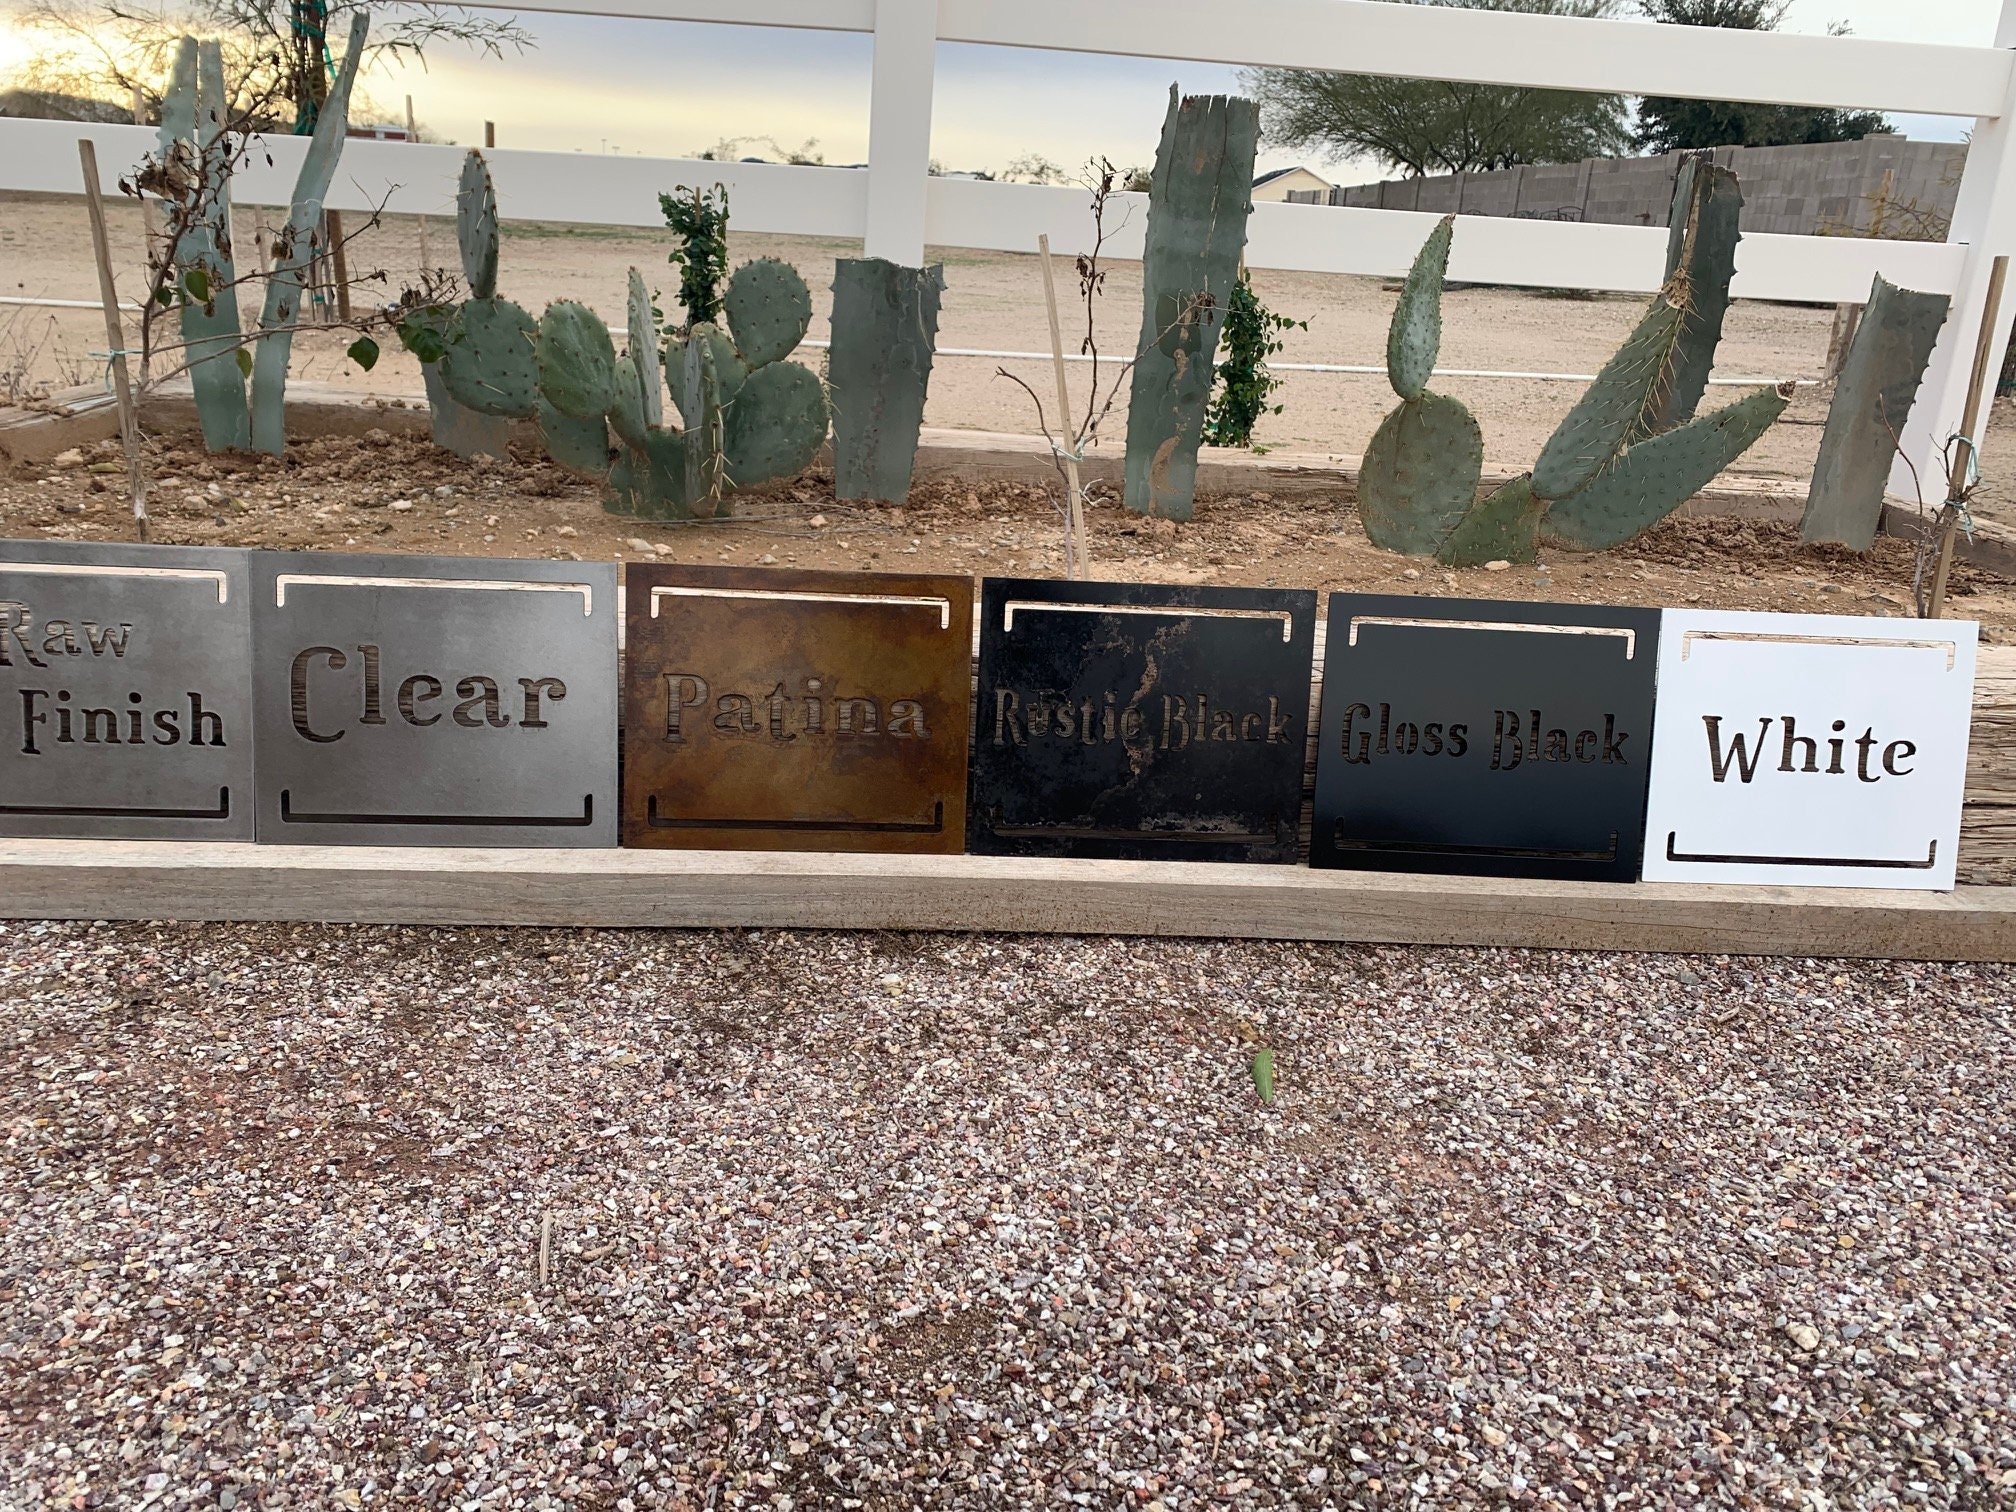 Raw
Finish
Clear
Patina
Rustic Black
Gloss Black
White